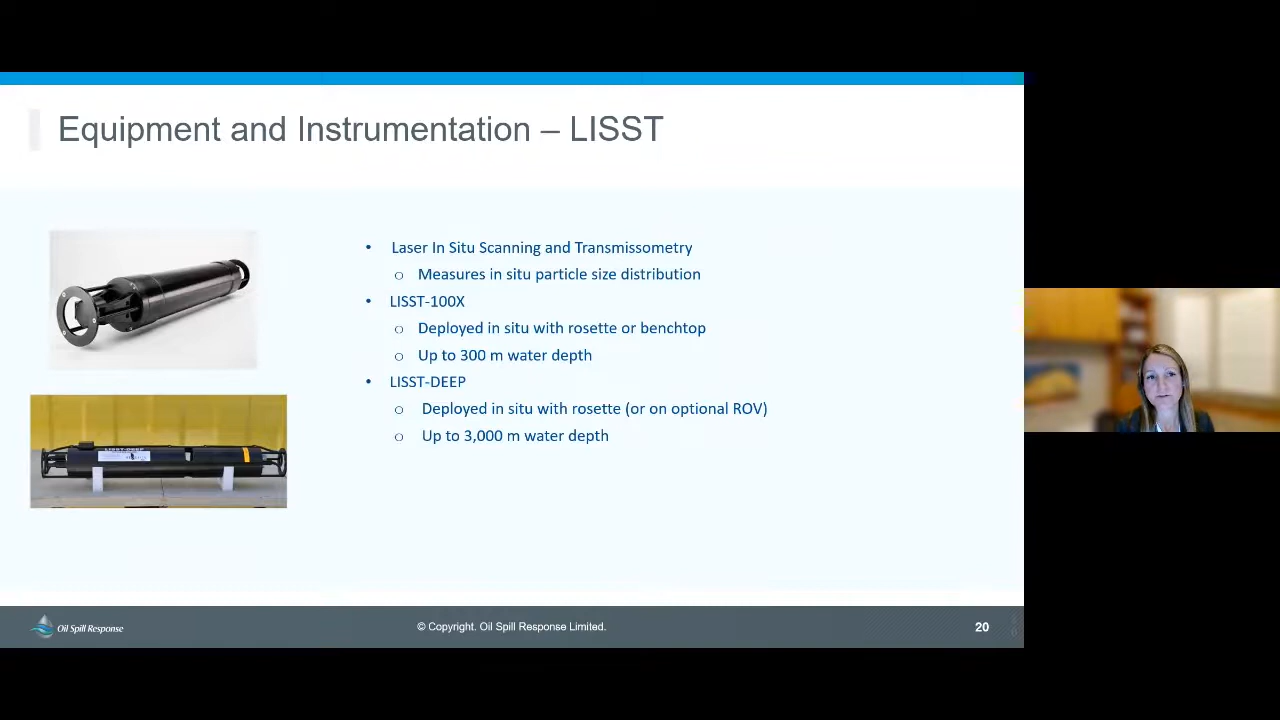 Equipment and Instrumentation – LISST
• Laser In Situ Scanning and Transmissometry
o Measures in situ particle size distribution
• LISST-100X
o Deployed in situ with rosette or benchtop
o Up to 300 m water depth
• LISST-DEEP
o Deployed in situ with rosette (or on optional ROV)
o Up to 3,000 m water depth
LISST-DEEP
Oil Spill Response
© Copyright. Oil Spill Response Limited.
20